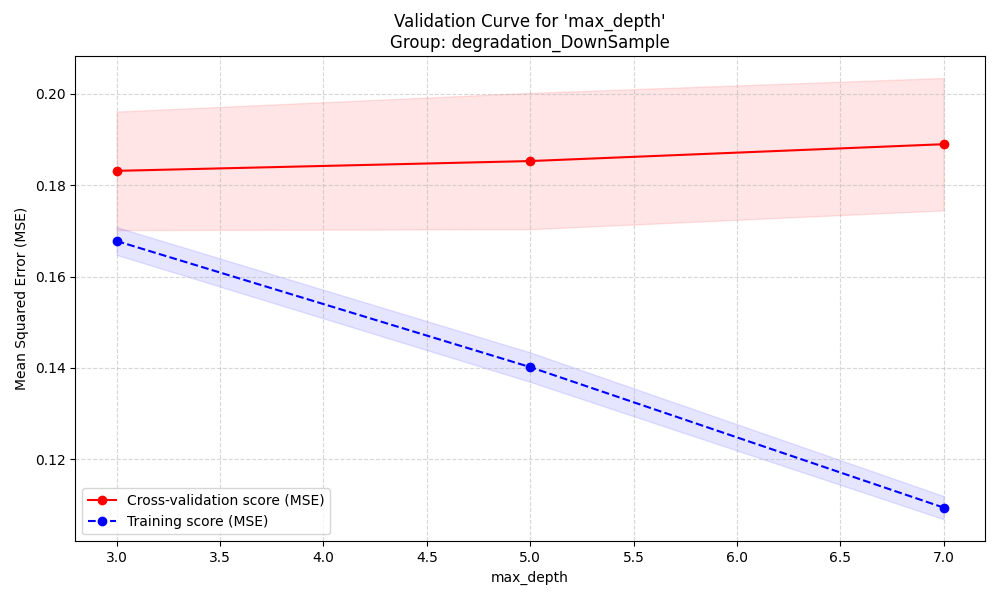 Validation Curve for 'max_depth'
Group: degradation_DownSample
Mean Squared Error (MSE)
0.20
0.18
0.16
0.14
0.12
Cross-validation score (MSE)
Training score (MSE)
3.0 3.5 4.0 4.5 5.0 5.5 6.0 6.5 7.0
max_depth